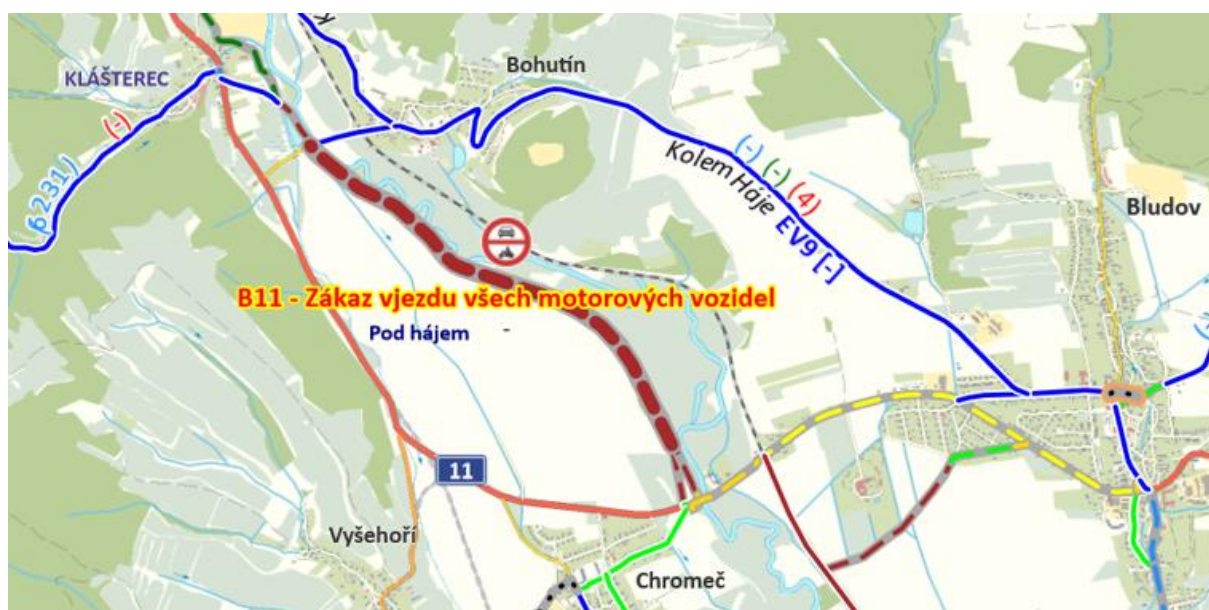 Bohutín
KLÁŠTEREC
(-)
6231)
(-) (-) (4)
Kolem Háje EV9 [-]
Bludov
B11 - Zákaz vjezdu všech motorových vozidel
Pod hájem
-
11
Vyšehoří
Chromeč